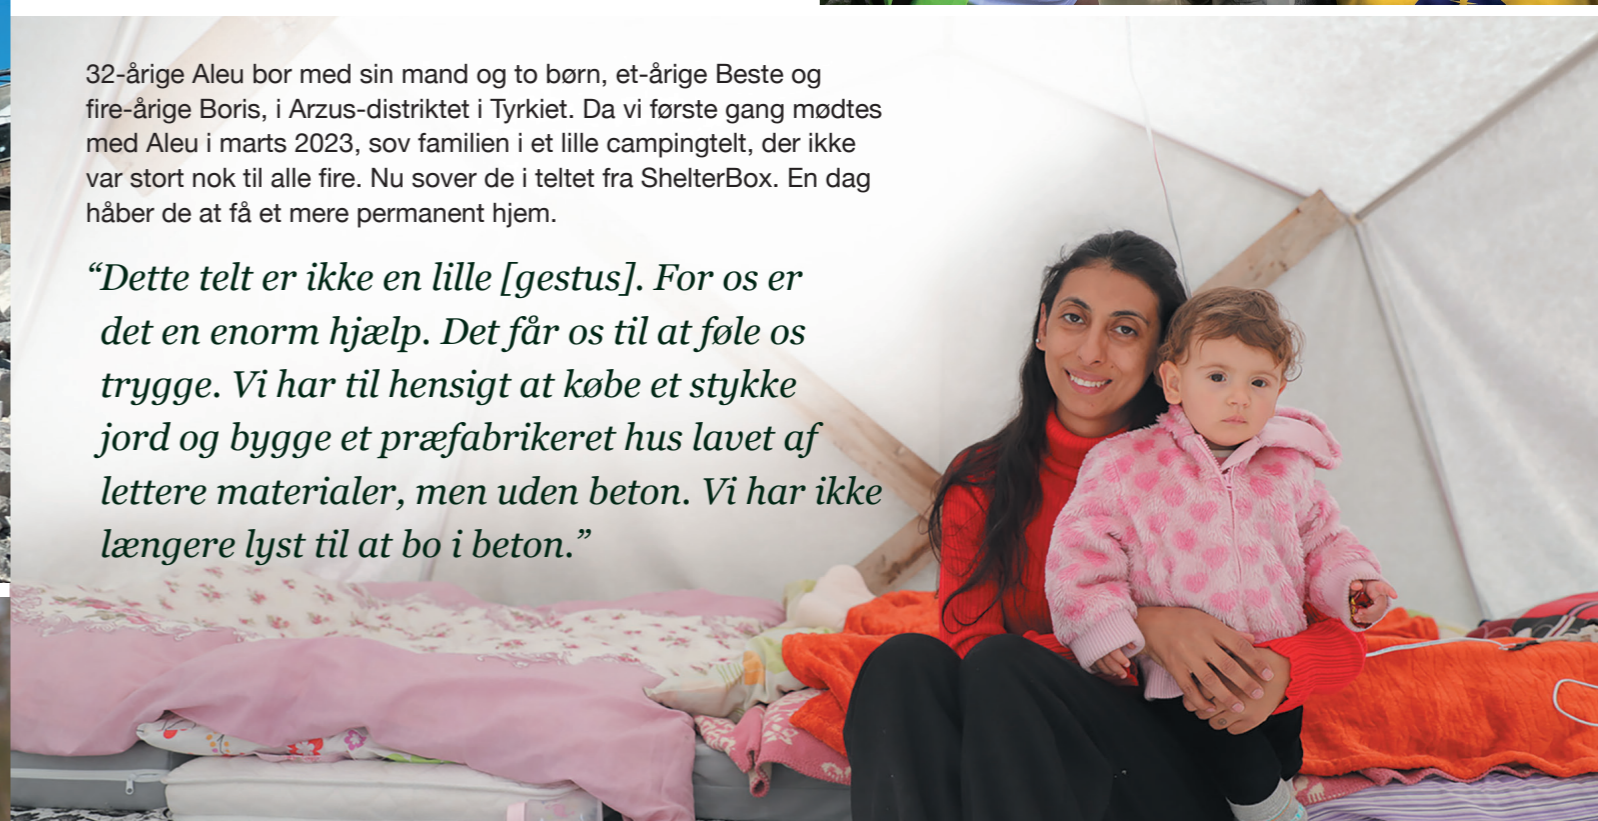 32-årige Aleu bor med sin mand og to børn, et-årige Beste og
fire-årige Boris, i Arzus-distriktet i Tyrkiet. Da vi første gang mødtes
med Aleu i marts 2023, sov familien i et lille campingtelt, der ikke
var stort nok til alle fire. Nu sover de i teltet fra ShelterBox. En dag
håber de at få et mere permanent hjem.
“Dette telt er ikke en lille [gestus]. For os er
det en enorm hjælp. Det får os til at føle os
trygge. Vi har til hensigt at købe et stykke
jord og bygge et præfabrikeret hus lavet af
lettere materialer, men uden beton. Vi har ikke
længere lyst til at bo i beton.”